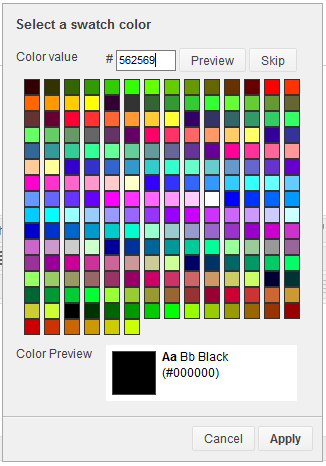 Select a swatch color
Color value # 562569 Preview Skip
Color Preview
Aa Bb Black
(#000000)
Cancel Apply